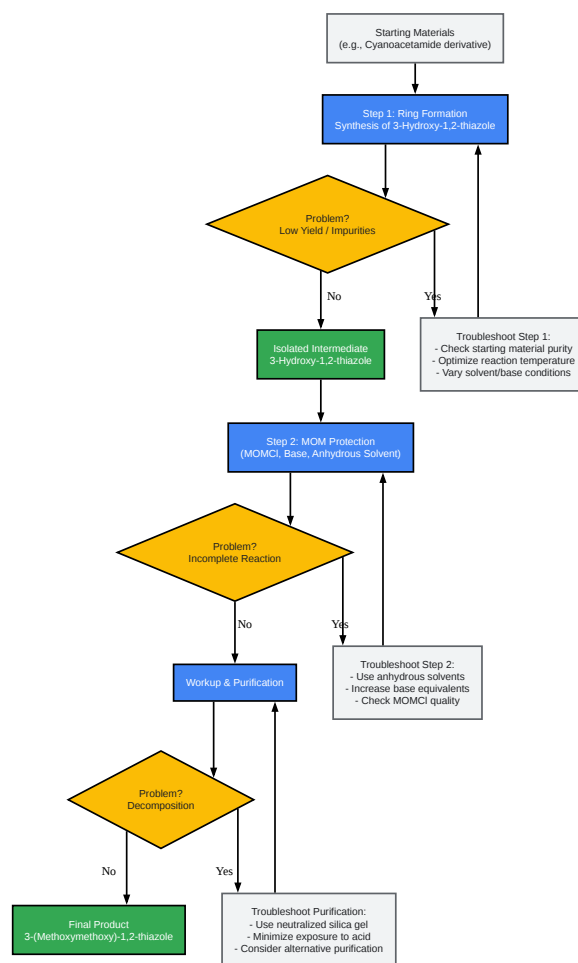 Starting Materials
(e.g., Cyanoacetamide derivative)
Step 1: Ring Formation
Synthesis of 3-Hydroxy-1,2-thiazole
Problem?
Low Yield / Impurities
No
Yes
Troubleshoot Step 1:
- Check starting material purity
- Optimize reaction temperature
- Vary solvent/base conditions
Isolated Intermediate
3-Hydroxy-1,2-thiazole
Step 2: MOM Protection
(MOMCl, Base, Anhydrous Solvent)
Problem?
Incomplete Reaction
No
Yes
Troubleshoot Step 2:
- Use anhydrous solvents
- Increase base equivalents
- Check MOMCl quality
Workup & Purification
Problem?
Decomposition
No
Yes
Troubleshoot Purification:
- Use neutralized silica gel
- Minimize exposure to acid
- Consider alternative purification
Final Product
3-(Methoxymethoxy)-1,2-thiazole